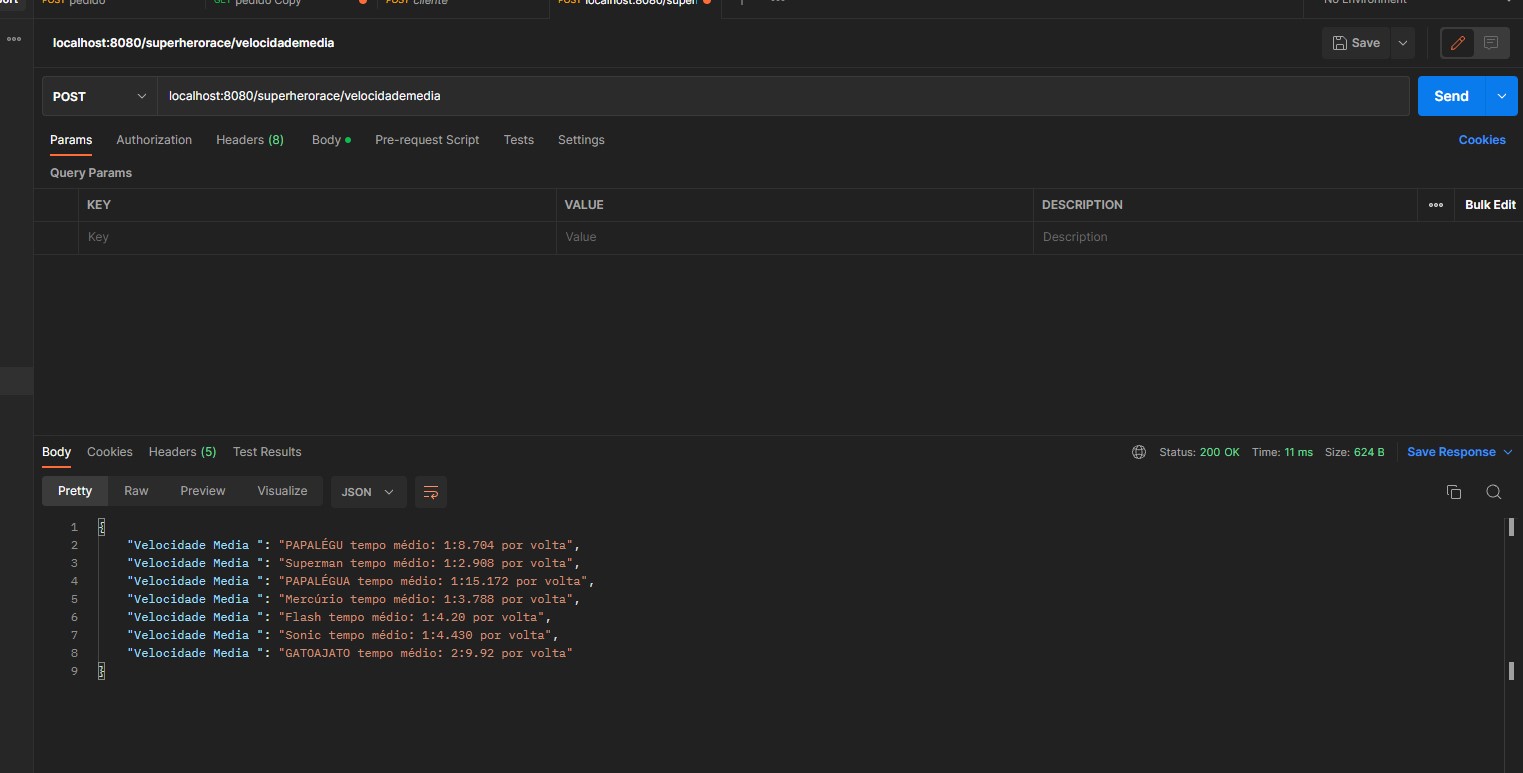 POST pedido GET pedido Copy POST cliente POST localhost:8080/super No Environment
localhost:8080/superherorace/velocidademedia
Save
POST localhost:8080/superherorace/velocidademedia Send
Params Authorization Headers (8) Body Pre-request Script Tests Settings Cookies
Query Params
KEY VALUE DESCRIPTION Bulk Edit
Key Value Description
Body Cookies Headers (5) Test Results Status: 200 OK Time: 11 ms Size: 624 B Save Response
Pretty Raw Preview Visualize JSON
1 {
2 "Velocidade Media ": "PAPALÉGU tempo médio: 1:8.704 por volta",
3 "Velocidade Media ": "Superman tempo médio: 1:2.908 por volta",
4 "Velocidade Media ": "PAPALÉGUA tempo médio: 1:15.172 por volta",
5 "Velocidade Media ": "Mercúrio tempo médio: 1:3.788 por volta",
6 "Velocidade Media ": "Flash tempo médio: 1:4.20 por volta",
7 "Velocidade Media ": "Sonic tempo médio: 1:4.430 por volta",
8 "Velocidade Media ": "GATOAJATO tempo médio: 2:9.92 por volta"
9 }